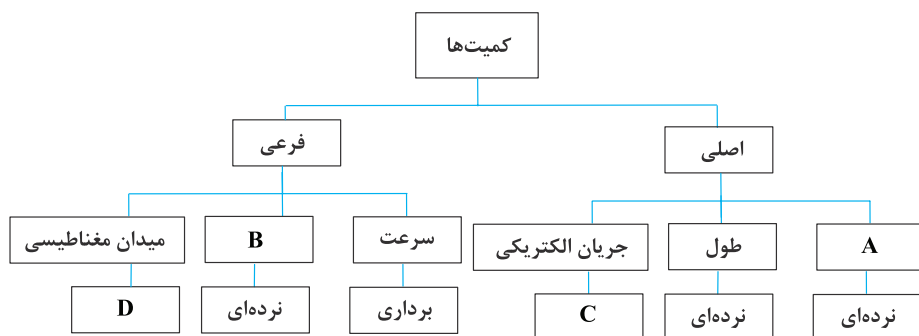 کمیت‌ها
اصلی
فرعی
A
طول
جریان الکتریکی
سرعت
B
میدان مغناطیسی
نرده‌ای
نرده‌ای
C
برداری
نرده‌ای
D